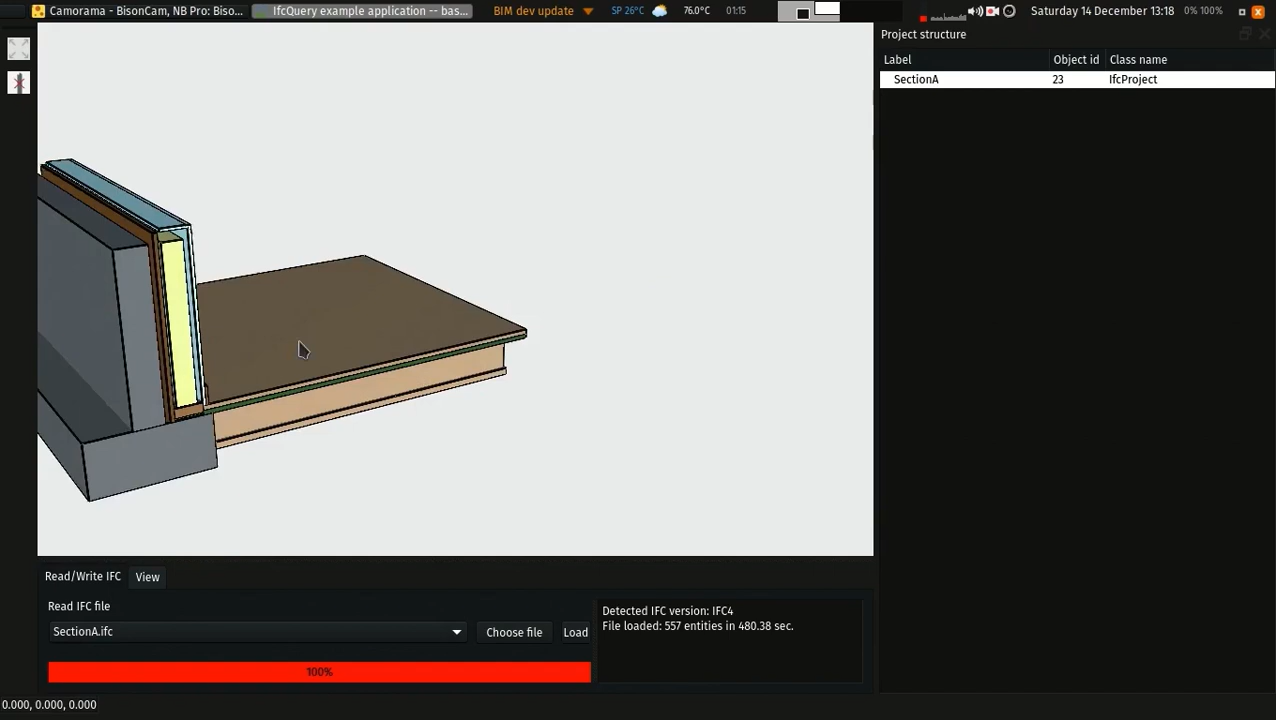 Camorama - BisonCam, NB Pro: Biso...
IfcQuery example application -- bas...
BIM dev update
SP 26°C
76.0°C
01:15
Saturday 14 December 13:18
0% 100%
Project structure
Label
Object id
Class name
SectionA
23
IfcProject
Read/Write IFC
View
Read IFC file
SectionA.ifc
Choose file
Load
Detected IFC version: IFC4
File loaded: 557 entities in 480.38 sec.
100%
0.000, 0.000, 0.000